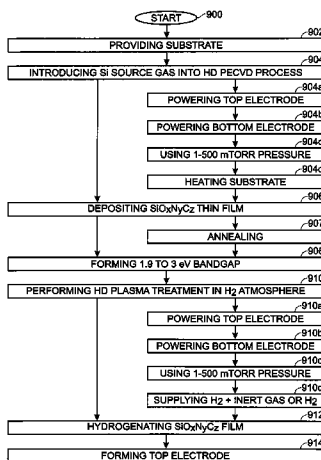 START
900
902
PROVIDING SUBSTRATE
904
INTRODUCING Si SOURCE GAS INTO HD PECVD PROCESS
904a
POWERING TOP ELECTRODE
904b
POWERING BOTTOM ELECTRODE
904c
USING 1-500 mTORR PRESSURE
HEATING SUBSTRATE
906
DEPOSITING SiOxNyCz THIN FILM
907
ANNEALING
908
FORMING 1.9 TO 3 eV BANDGAP
910
PERFORMING HD PLASMA TREATMENT IN H2 ATMOSPHERE
910a
POWERING TOP ELECTRODE
910b
POWERING BOTTOM ELECTRODE
910c
USING 1-500 mTORR PRESSURE
SUPPLYING H2 + INERT GAS OR H2
912
HYDROGENATING SiOxNyCz FILM
914
FORMING TOP ELECTRODE